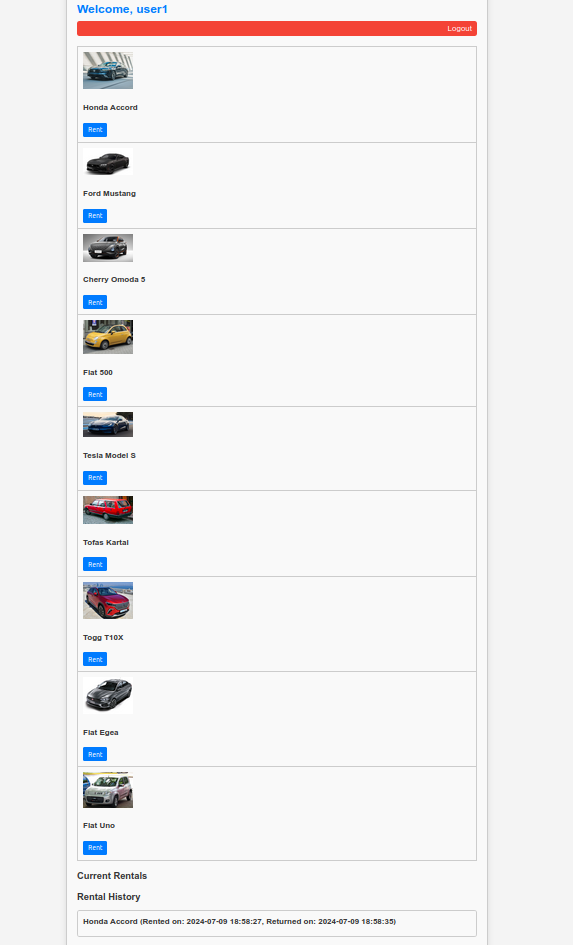 Welcome, user1
Logout
Honda Accord
Rent
Ford Mustang
Rent
Cherry Omoda 5
Rent
Fiat 500
Rent
Tesla Model S
Rent
Tofas Kartal
Rent
Togg T10X
Rent
Fiat Egea
Rent
Fiat Uno
Rent
Current Rentals
Rental History
Honda Accord (Rented on: 2024-07-09 18:58:27, Returned on: 2024-07-09 18:58:35)